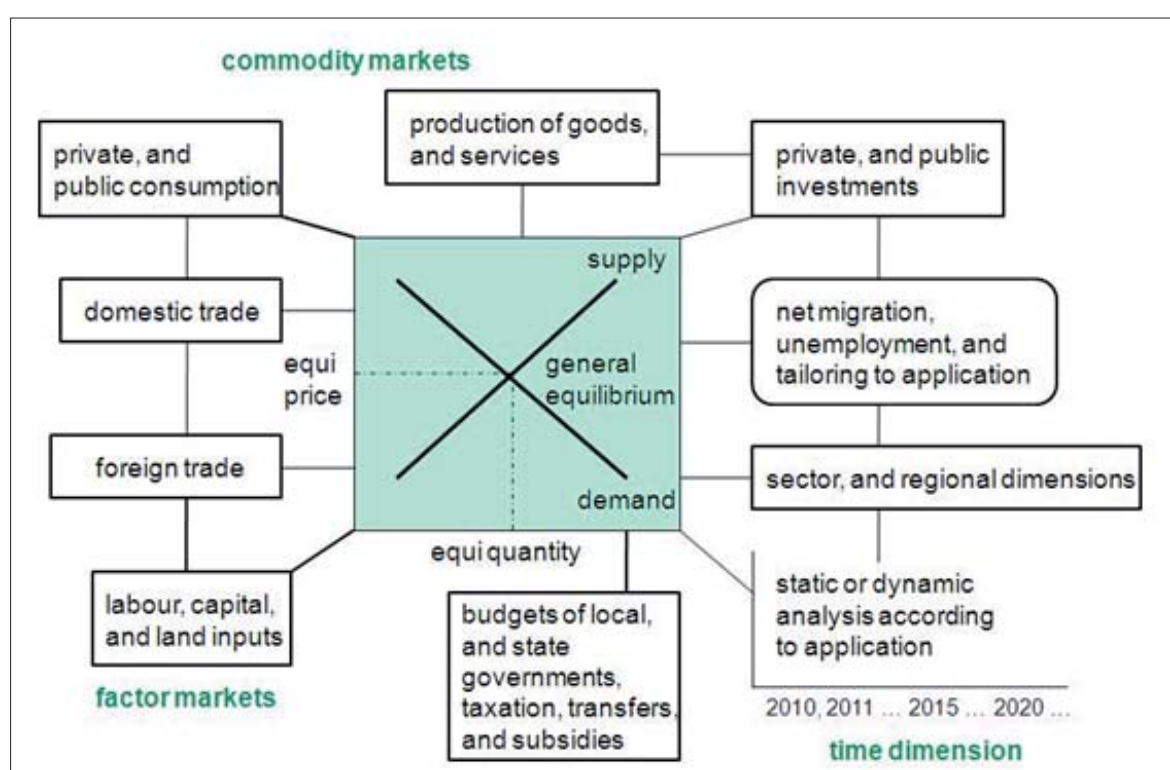 commodity markets
production of goods,
and services
private, and
public consumption
private, and public
investments
supply
domestic trade
net migration,
unemployment, and
tailoring to application
equi
price
general
equilibrium
foreign trade
sector, and regional dimensions
demand
equi quantity
labour, capital,
and land inputs
budgets of local,
and state
governments,
taxation, transfers,
and subsidies
static or dynamic
analysis according
to application
factor markets
2010, 2011 ... 2015 ... 2020 ...
time dimension